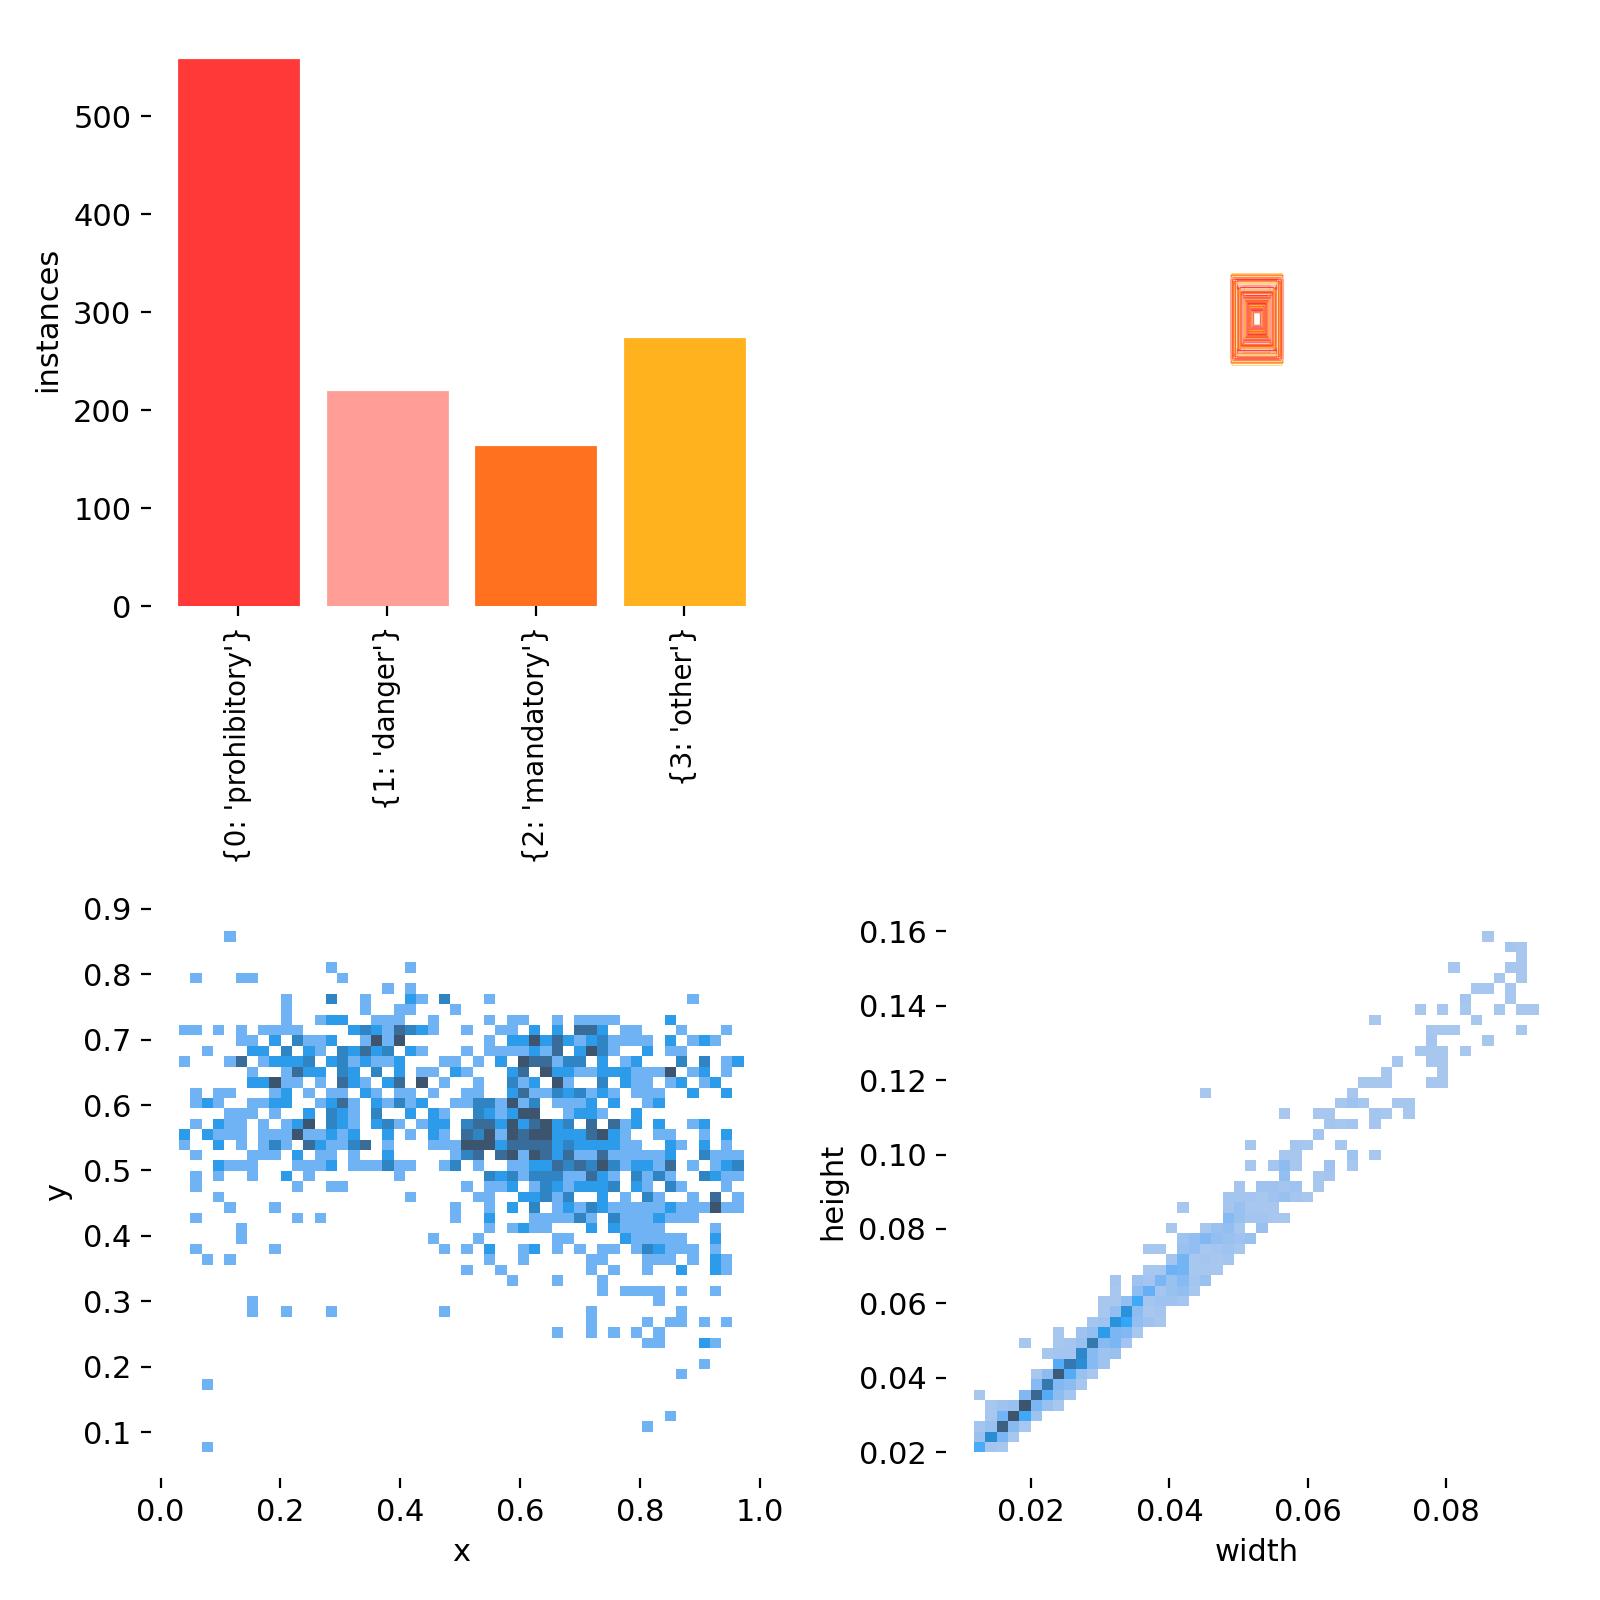 instances
500
400
300
200
100
0
{0: 'prohibitory'}
{1: 'danger'}
{2: 'mandatory'}
{3: 'other'}
y
0.9
0.8
0.7
0.6
0.5
0.4
0.3
0.2
0.1
0.0 0.2 0.4 0.6 0.8 1.0
x
height
0.16
0.14
0.12
0.10
0.08
0.06
0.04
0.02
0.02 0.04 0.06 0.08
width